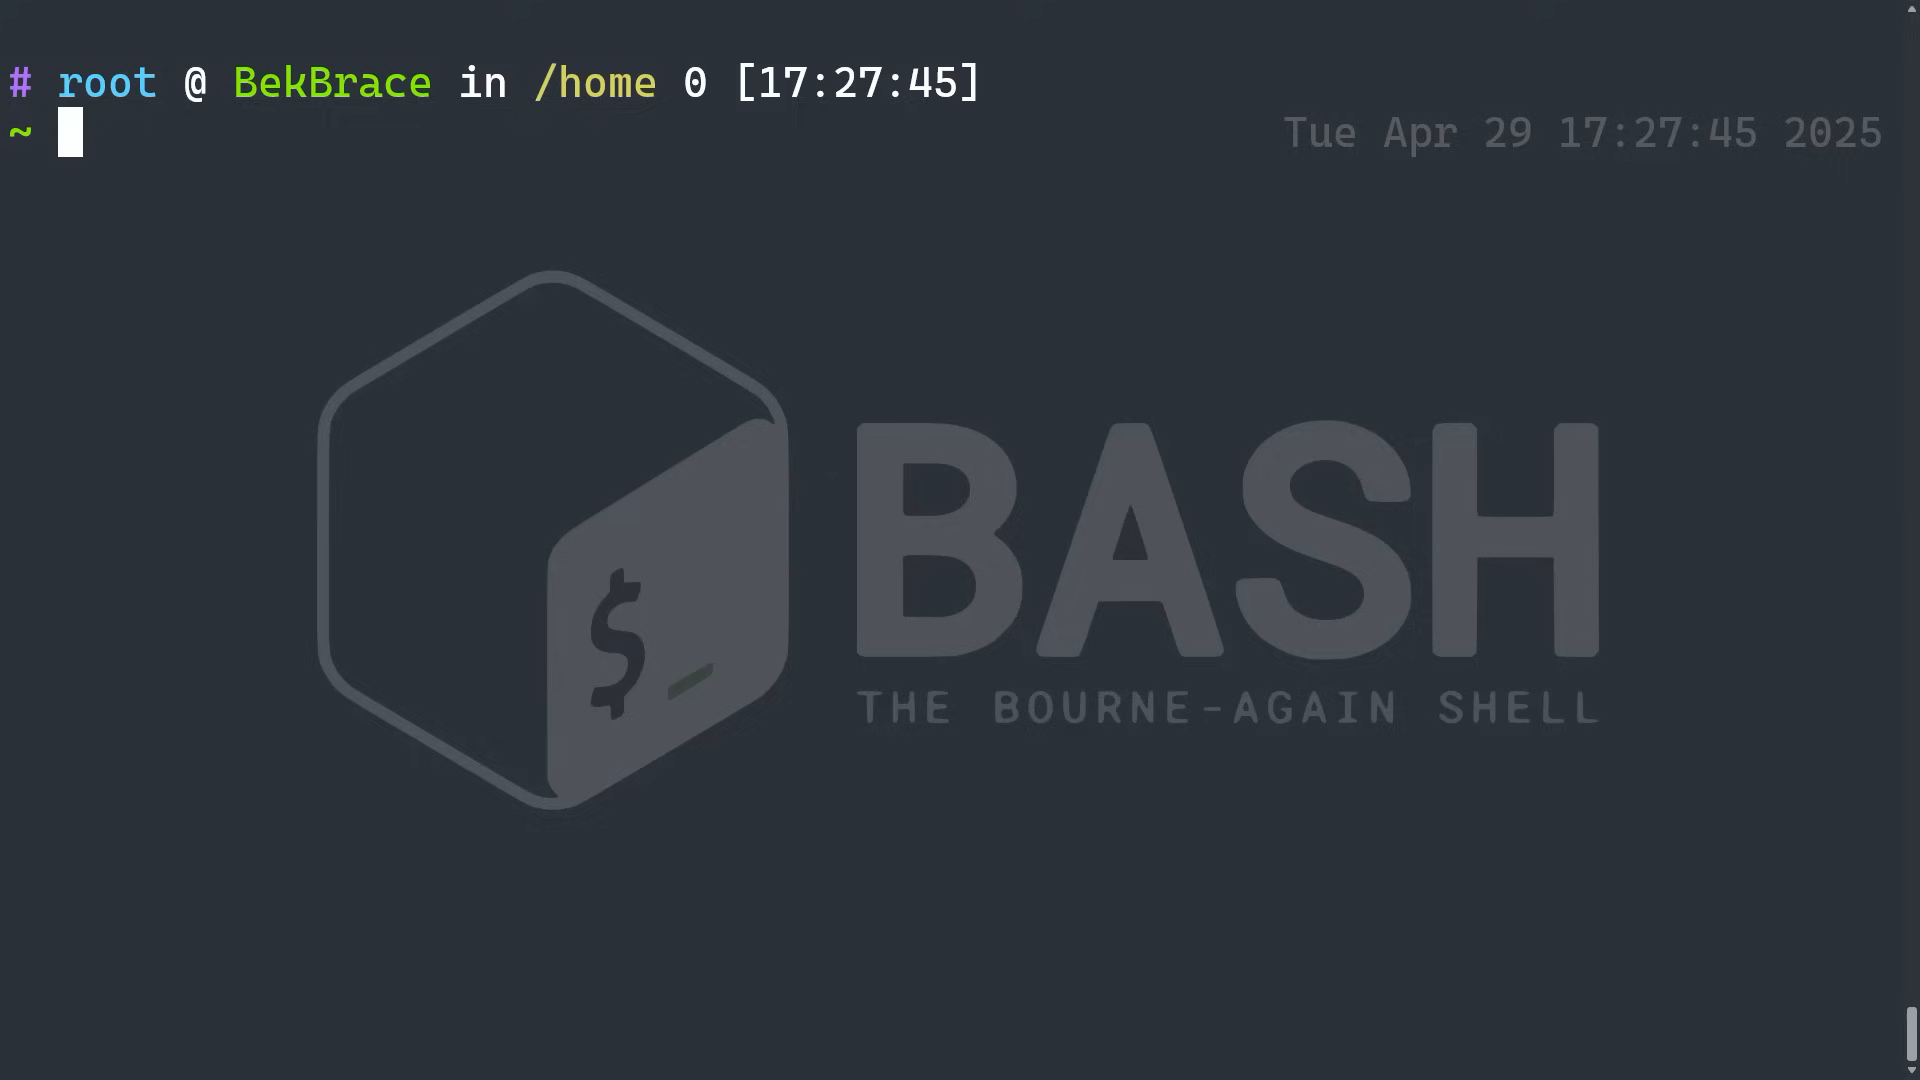 # root @ BekBrace in /home 0 [17:27:45]
~ Tue Apr 29 17:27:45 2025
$_
BASH
THE BOURNE-AGAIN SHELL